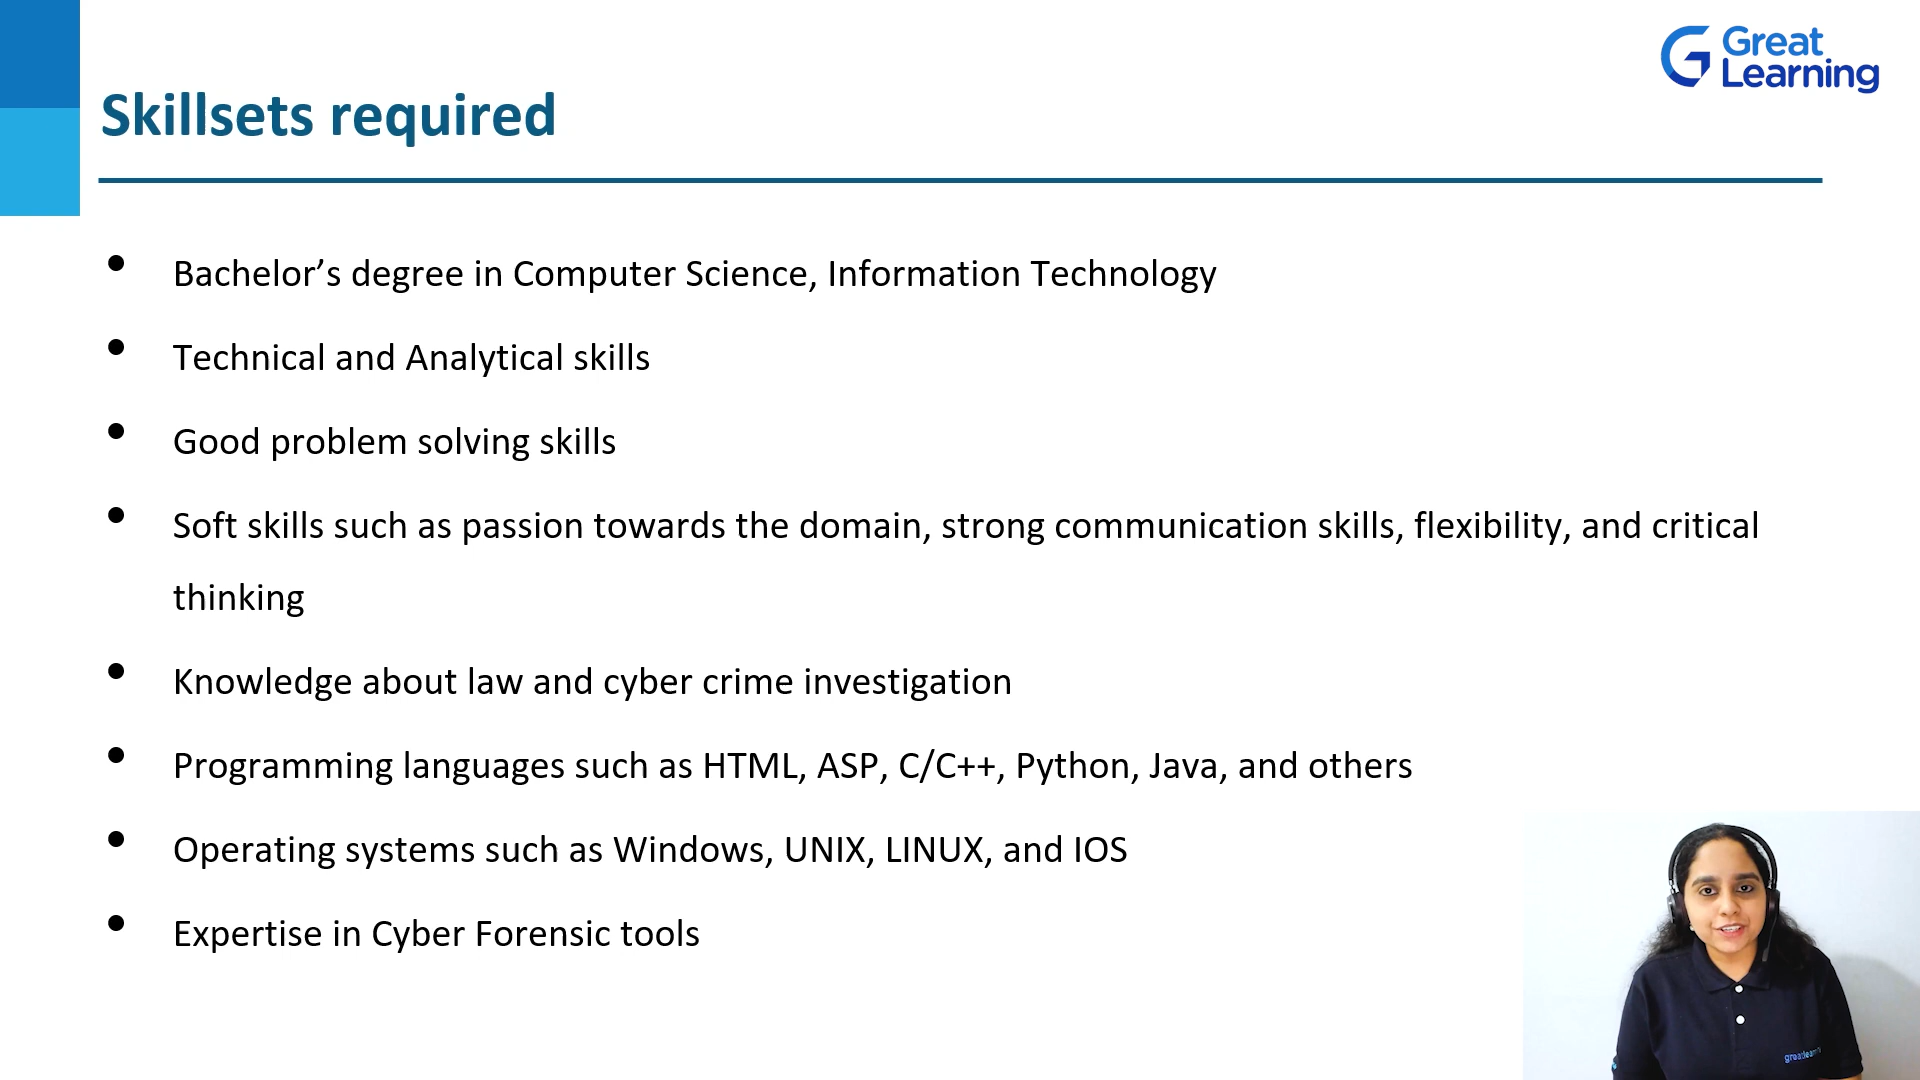 Great
Learning
Skillsets required
• Bachelor’s degree in Computer Science, Information Technology
• Technical and Analytical skills
• Good problem solving skills
• Soft skills such as passion towards the domain, strong communication skills, flexibility, and critical
thinking
• Knowledge about law and cyber crime investigation
• Programming languages such as HTML, ASP, C/C++, Python, Java, and others
• Operating systems such as Windows, UNIX, LINUX, and IOS
• Expertise in Cyber Forensic tools